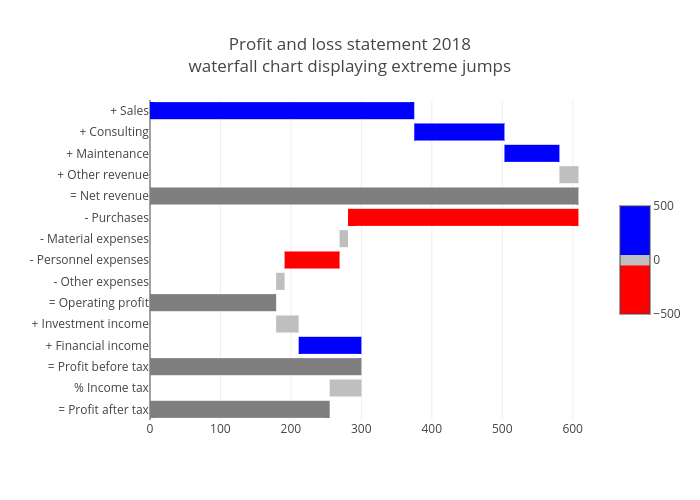 Profit and loss statement 2018
waterfall chart displaying extreme jumps
+ Sales
+ Consulting
+ Maintenance
+ Other revenue
= Net revenue
- Purchases
- Material expenses
- Personnel expenses
- Other expenses
= Operating profit
+ Investment income
+ Financial income
= Profit before tax
% Income tax
= Profit after tax
0 100 200 300 400 500 600
500
0
−500